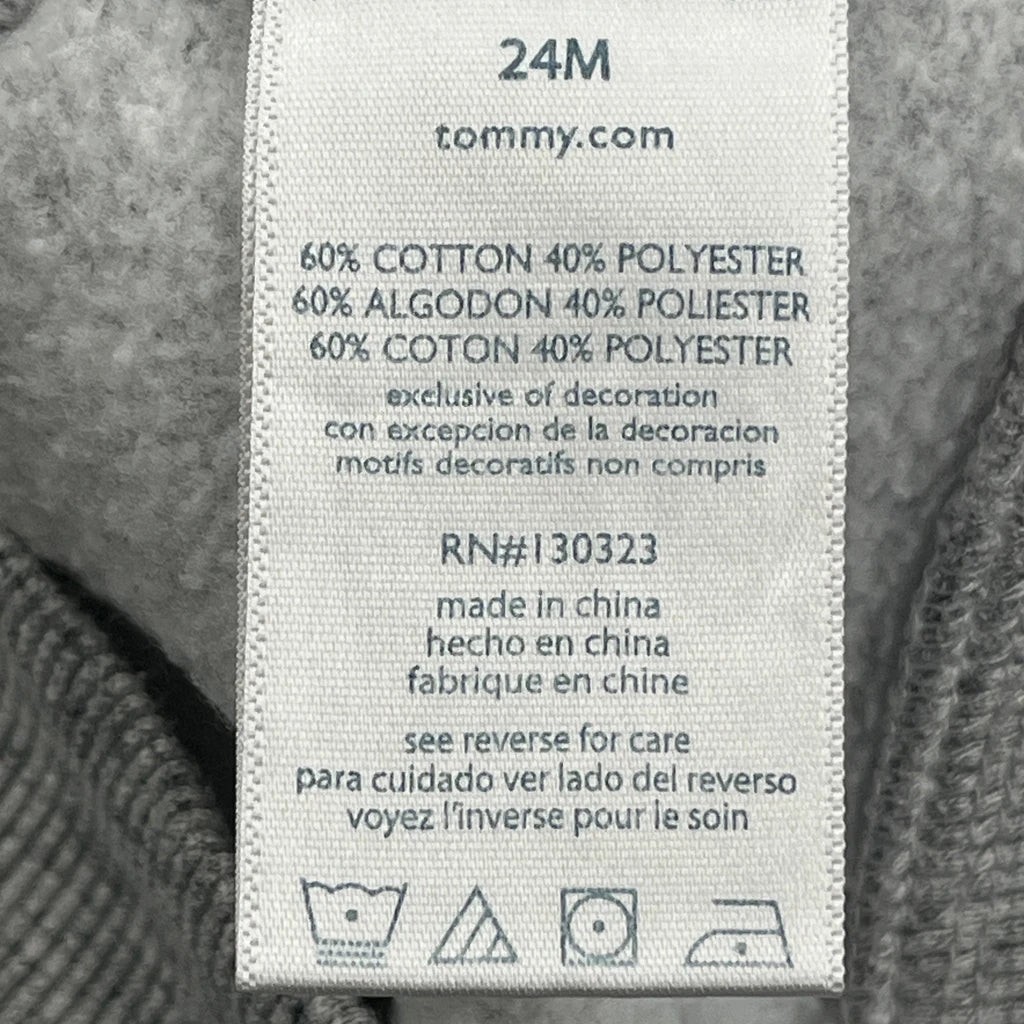 24M
tommy.com
60% COTTON 40% POLYESTER
60% ALGODON 40% POLIESTER
60% COTON 40% POLYESTER
exclusive of decoration
con excepcion de la decoracion
motifs decoratifs non compris
RN#130323
made in china
hecho en china
fabrique en chine
see reverse for care
para cuidado ver lado del reverso
voyez l'inverse pour le soin